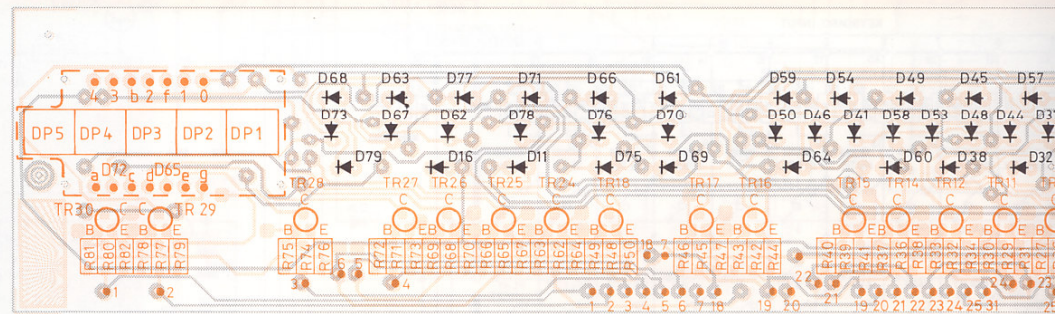 D68 D63 D77 D71 D66 D61 D59 D54 D49 D45 D57
4 3 b 2 f 1 0
D73 D67 D62 D78 D76 D70 D50 D46 D41 D58 D53 D48 D44
DP5 DP4 DP3 DP2 DP1
D79 D16 D11 D75 D69 D64 D60 D38 D32
D72 D65
a c d e g
TR28 TR27 TR26 TR25 TR24 TR18 TR17 TR16 TR15 TR14 TR12 TR11
TR30 C C TR 29 C C C C C C C C C C C C
B E B E B E B E B E B E B E B E B E
R81 R80 R82 R78 R77 R79 R75 R74 R76 R72 R71 R73 R69 R68 R70 R66 R65 R67 R63 R62 R64 R49 R48 R50 18 7 R46 R45 R47 R43 R42 R44 R40 R39 R41 R37 R36 R38 R33 R32 R34 R30 R29 R31 R27
6 5
3 4 22 21 24 23
1 2 1 2 3 4 5 6 7 18 19 20 19 20 21 22 23 24 25 31